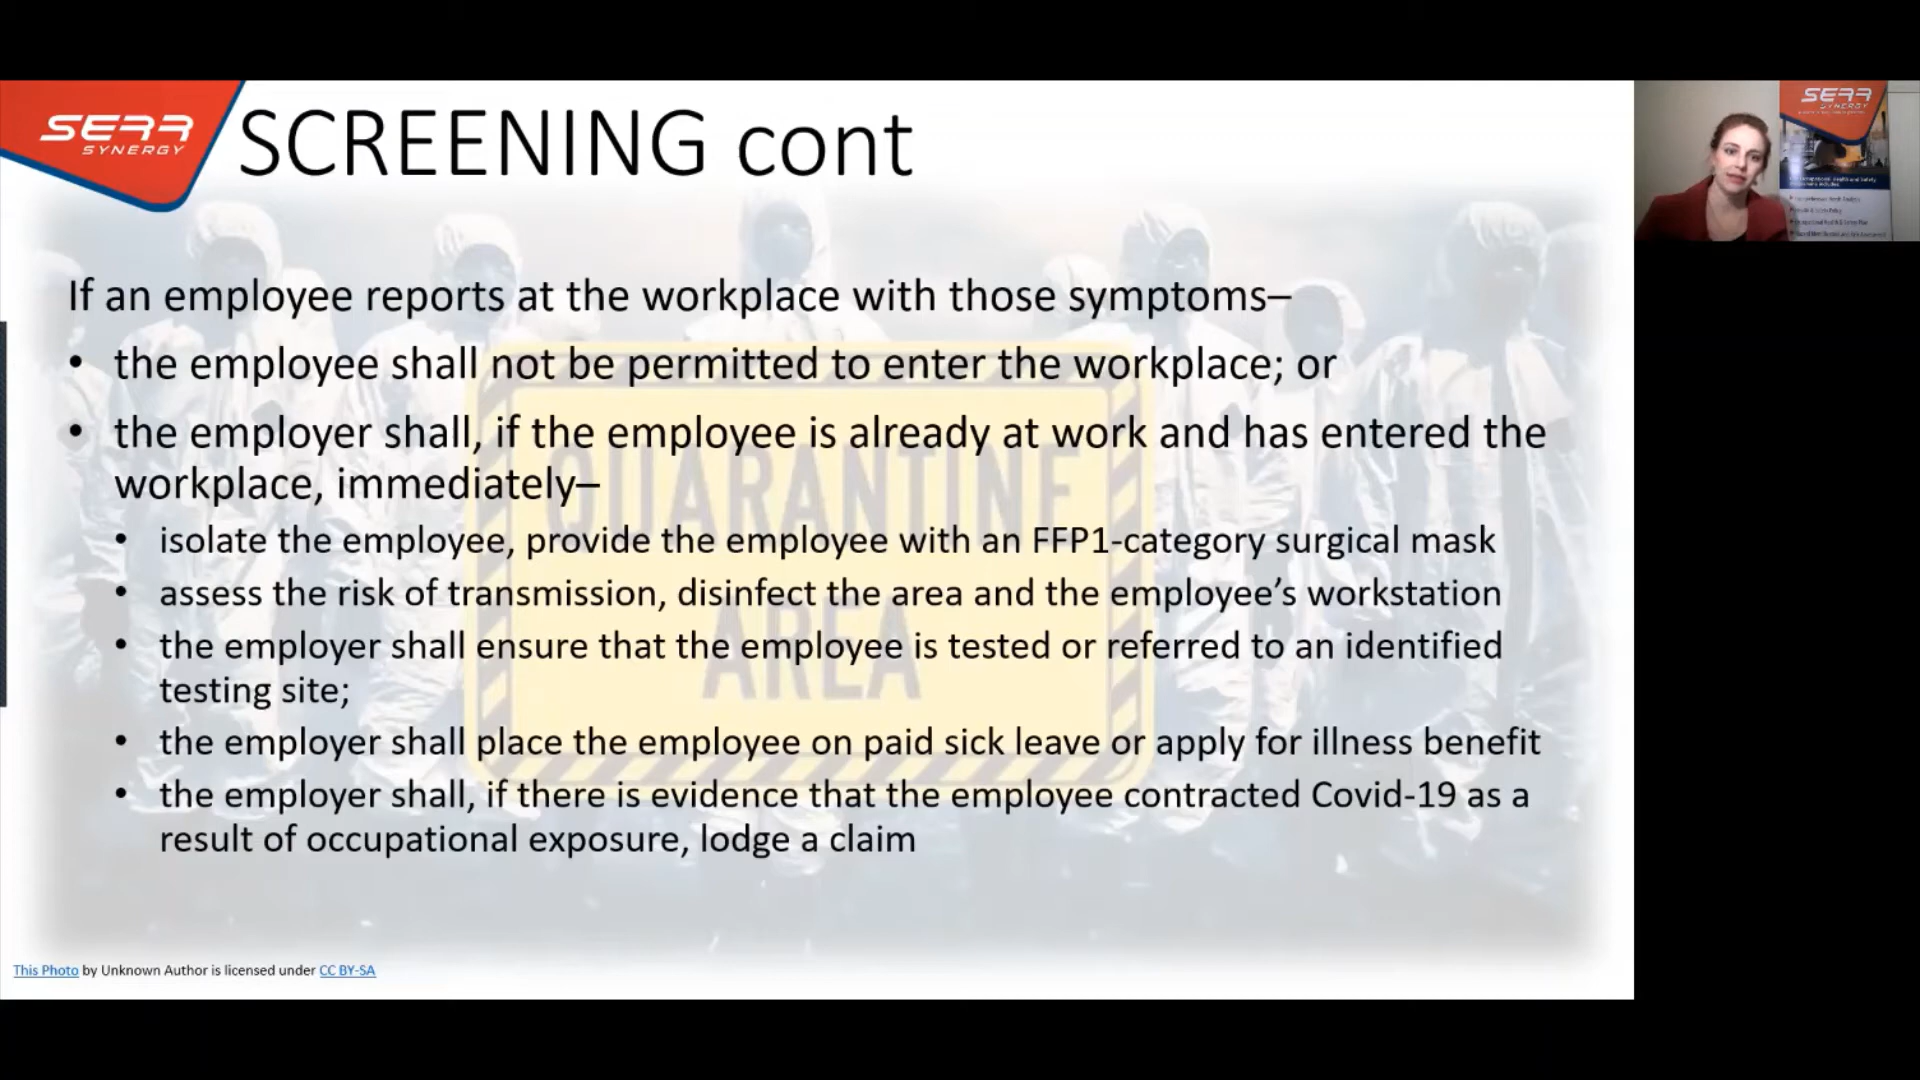 SERR
SYNERGY
SCREENING cont
If an employee reports at the workplace with those symptoms–
• the employee shall not be permitted to enter the workplace; or
• the employer shall, if the employee is already at work and has entered the
workplace, immediately–
• isolate the employee, provide the employee with an FFP1-category surgical mask
• assess the risk of transmission, disinfect the area and the employee’s workstation
• the employer shall ensure that the employee is tested or referred to an identified
testing site;
• the employer shall place the employee on paid sick leave or apply for illness benefit
• the employer shall, if there is evidence that the employee contracted Covid-19 as a
result of occupational exposure, lodge a claim
QUARANTINE
AREA
This Photo by Unknown Author is licensed under CC BY-SA
SERR
SYNERGY